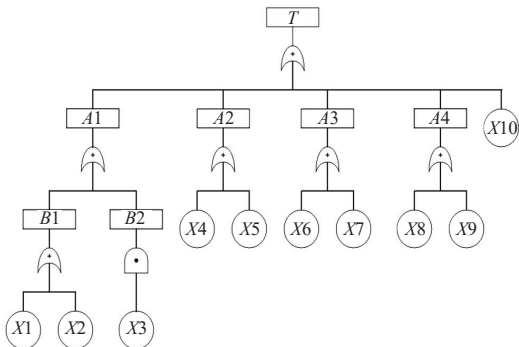 T
+
A1 A2 A3 A4 X10
+ + + +
B1 B2 X4 X5 X6 X7 X8 X9
+ •
X1 X2 X3